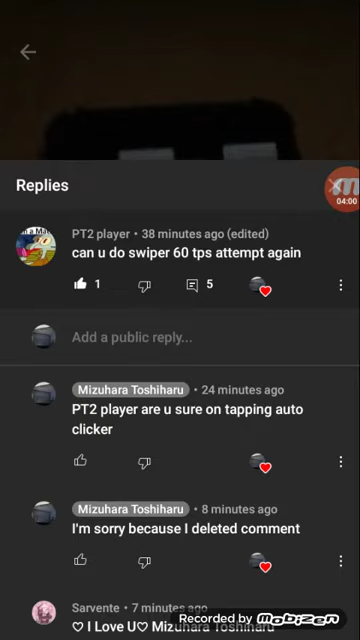 Replies
04:00
PT2 player • 38 minutes ago (edited)
can u do swiper 60 tps attempt again
1
5
Add a public reply...
Mizuhara Toshiharu • 24 minutes ago
PT2 player are u sure on tapping auto
clicker
Mizuhara Toshiharu • 8 minutes ago
I'm sorry because I deleted comment
Sarvente • 7 minutes ago
♡ I Love U♡ Mizuhara Toshiharu
Recorded by MOBIZEN